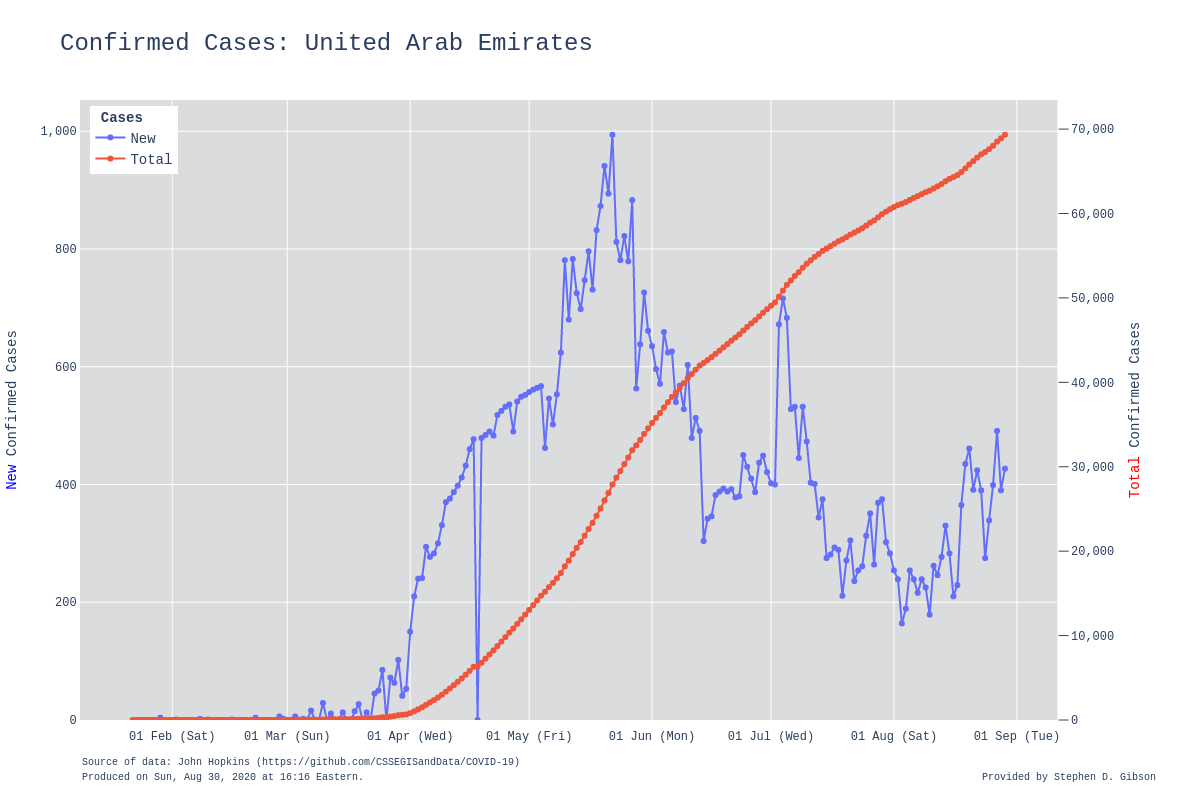 Confirmed Cases: United Arab Emirates
Cases
New
Total
1,000
800
600
400
200
0
New Confirmed Cases
70,000
60,000
50,000
40,000
30,000
20,000
10,000
0
Total Confirmed Cases
01 Feb (Sat) 01 Mar (Sun) 01 Apr (Wed) 01 May (Fri) 01 Jun (Mon) 01 Jul (Wed) 01 Aug (Sat) 01 Sep (Tue)
Source of data: John Hopkins (https://github.com/CSSEGISandData/COVID-19)
Produced on Sun, Aug 30, 2020 at 16:16 Eastern.
Provided by Stephen D. Gibson